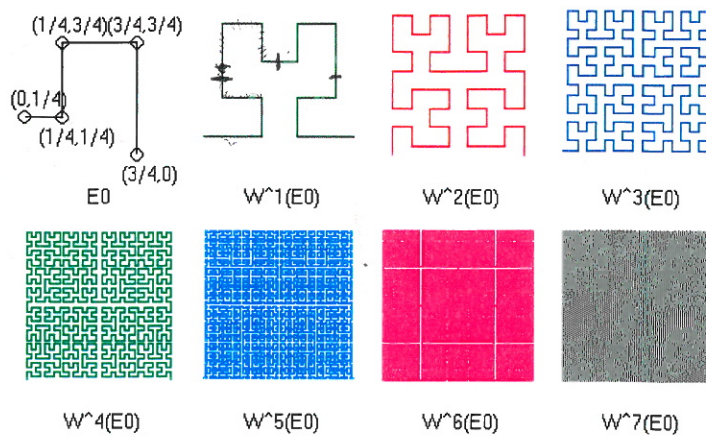 (1/4,3/4)(3/4,3/4)
(0,1/4)
(1/4,1/4)
(3/4,0)
E0
W^1(E0)
W^2(E0)
W^3(E0)
W^4(E0)
W^5(E0)
W^6(E0)
W^7(E0)